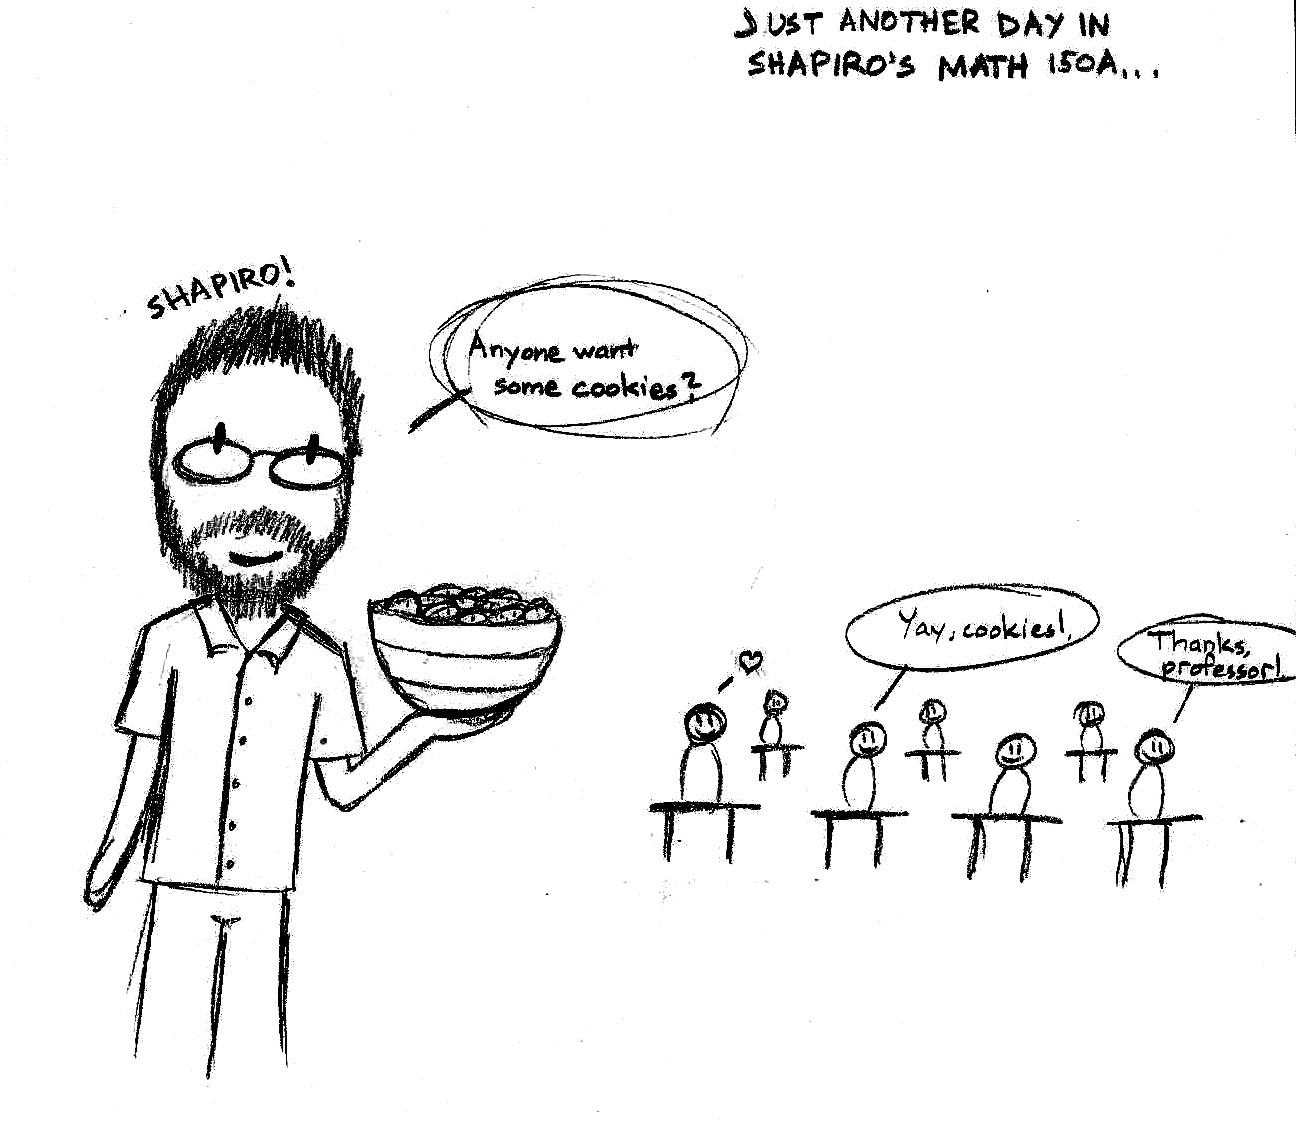 JUST ANOTHER DAY IN
SHAPIRO'S MATH 150A...
SHAPIRO!
Anyone want
some cookies?
Yay, cookies!
Thanks,
professor!